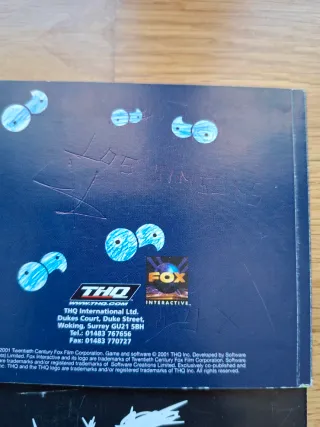 THQ
WWW.THQ.COM
FOX
INTERACTIVE
THQ International Ltd.
Dukes Court, Duke Street,
Woking, Surrey GU21 5BH
Tel.: 01483 767656
Fax: 01483 770727
2001 Twentieth Century Fox Film Corporation. Game and software © 2001 THQ Inc. Developed by Software
Limited. Fox Interactive and its logo are trademarks of Twentieth Century Fox Film Corporation. Software
are trademarks and/or registered trademarks of Software Creations Limited. Exclusively co-published and
Inc. THQ and the THQ logo are trademarks and/or registered trademarks of THQ Inc. All rights reserved.